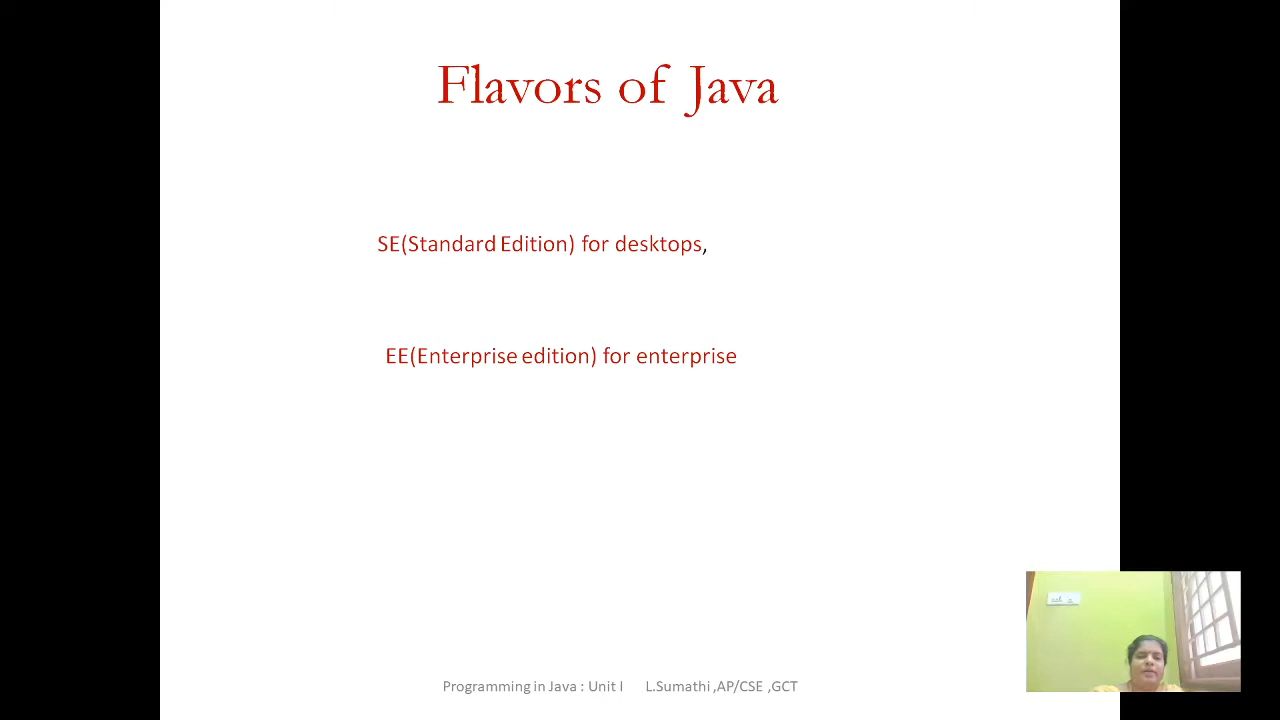 Flavors of Java
SE(Standard Edition) for desktops,
EE(Enterprise edition) for enterprise
Programming in Java : Unit I L.Sumathi ,AP/CSE ,GCT